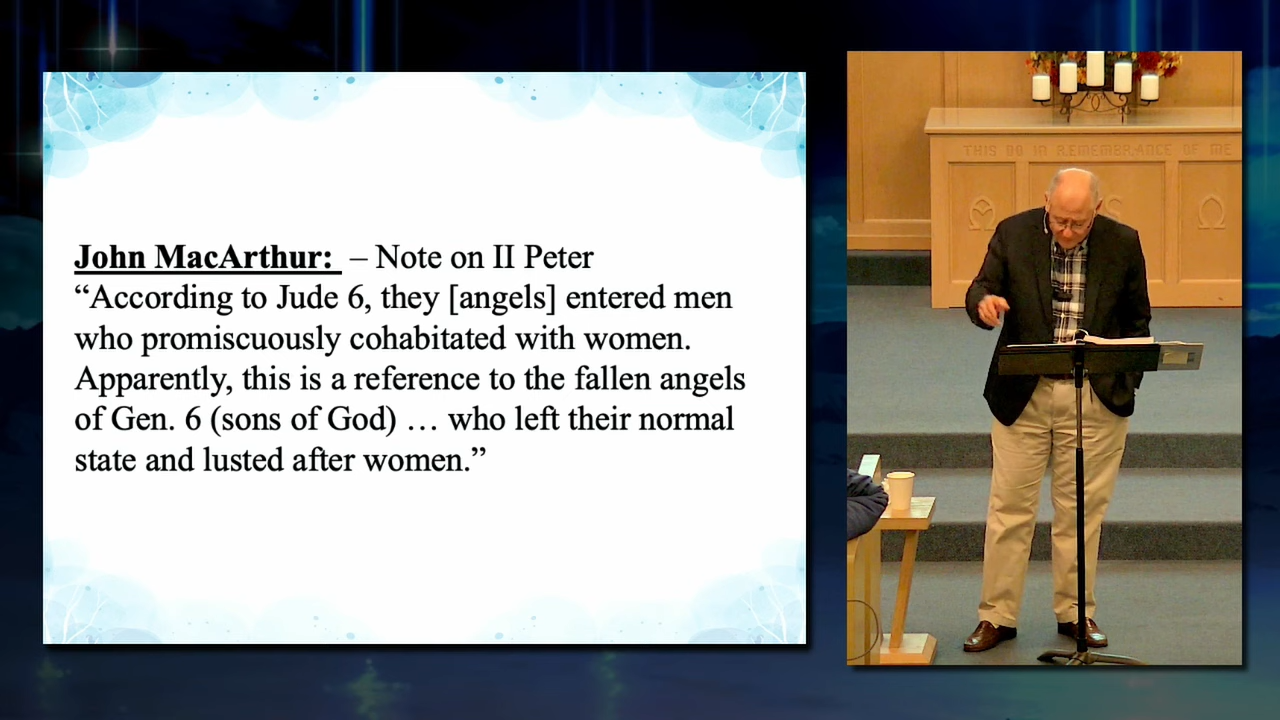 John MacArthur: – Note on II Peter
“According to Jude 6, they [angels] entered men
who promiscuously cohabitated with women.
Apparently, this is a reference to the fallen angels
of Gen. 6 (sons of God) … who left their normal
state and lusted after women.”
THIS DO IN REMEMBRANCE OF ME